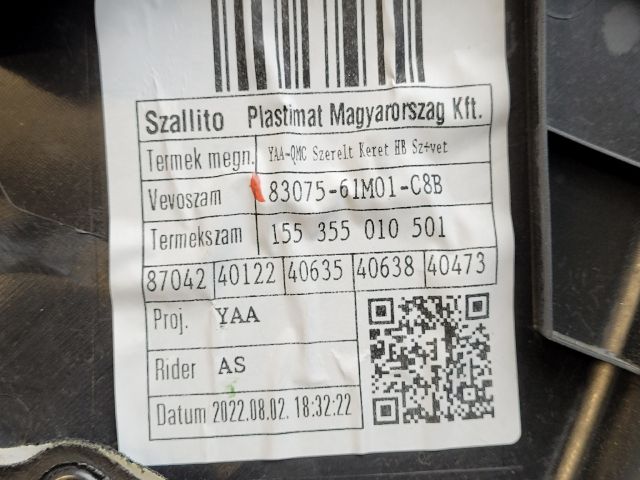 Szallito Plastimat Magyarorszag Kft.
Termek megn. YAA-QMC Szerelt Keret HB Sz+vet
Vevoszam 83075-61M01-C8B
Termekszam 155 355 010 501
87042 40122 40635 40638 40473
Proj. YAA
Rider AS
Datum 2022.08.02. 18:32:22